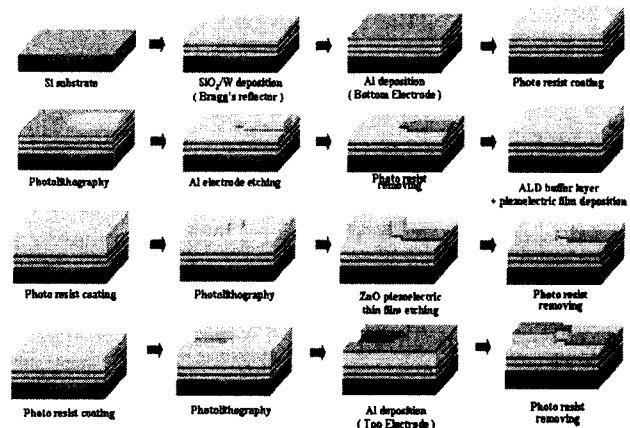 Si substrate
SiO₂/W deposition
( Bragg's reflector )
Al deposition
( Bottom Electrode )
Photo resist coating
Photolithography
Al electrode etching
Photo resist
removing
ALD buffer layer
+ piezoelectric film deposition
Photo resist coating
Photolithography
ZnO piezoelectric
thin film etching
Photo resist
removing
Photo resist coating
Photolithography
Al deposition
( Top Electrode )
Photo resist
removing